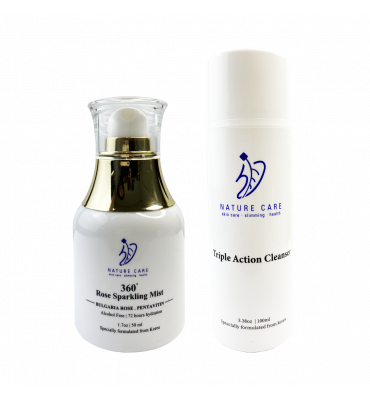 NATURE CARE
skin care . slimming . health
360°
Rose Sparkling Mist
BULGARIA ROSE . PENTAVITIN
Alcohol Free | 72 hours hydration
1.7oz | 50 ml
Specially formulated from Korea
NATURE CARE
skin care . slimming . health
Triple Action Cleanser
3.38oz | 100ml
Specially formulated from Korea